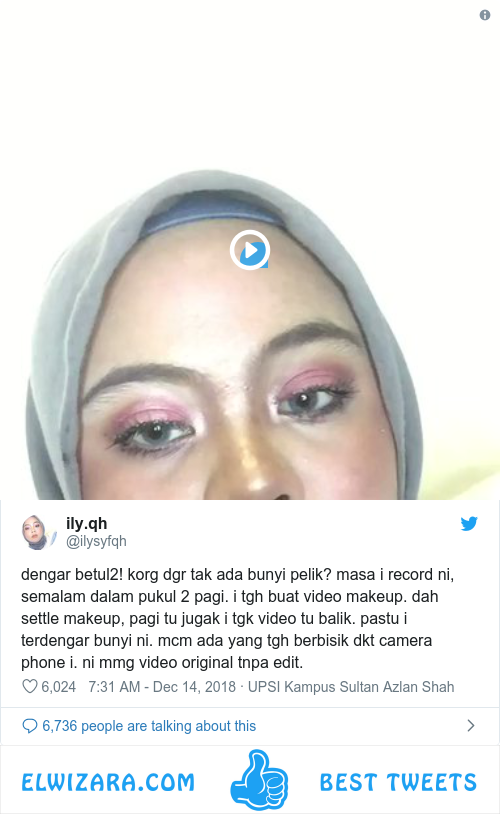 ily.qh
@ilysyfqh
dengar betul2! korg dgr tak ada bunyi pelik? masa i record ni,
semalam dalam pukul 2 pagi. i tgh buat video makeup. dah
settle makeup, pagi tu jugak i tgk video tu balik. pastu i
terdengar bunyi ni. mcm ada yang tgh berbisik dkt camera
phone i. ni mmg video original tnpa edit.
6,024 7:31 AM - Dec 14, 2018 · UPSI Kampus Sultan Azlan Shah
6,736 people are talking about this
ELWIZARA.COM BEST TWEETS